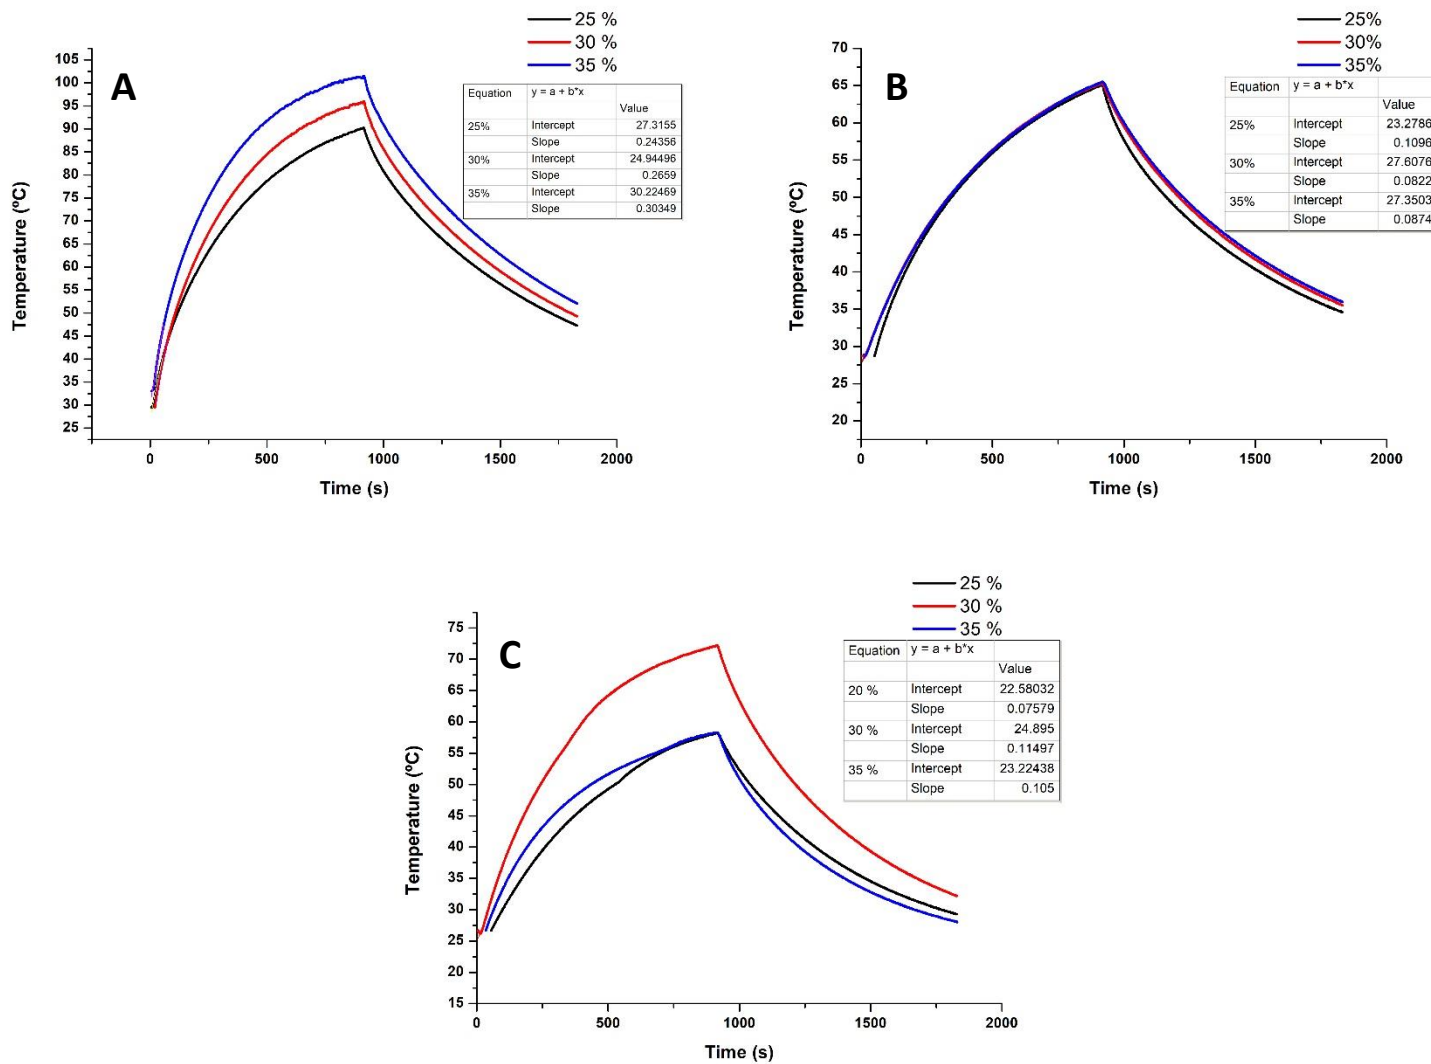 25 %
30 %
35 %
A
105
100
95
90
85
80
75
70
65
60
55
50
45
40
35
30
25
Temperature (ºC)
0
500
1000
1500
2000
Time (s)
Equation y = a + b*x
Value
25% Intercept 27.3155
Slope 0.24356
30% Intercept 24.94496
Slope 0.2659
35% Intercept 30.22469
Slope 0.30349
25%
30%
35%
B
70
65
60
55
50
45
40
35
30
25
20
Temperature (ºC)
0
500
1000
1500
2000
Time (s)
Equation y = a + b*x
Value
25% Intercept 23.2786
Slope 0.1096
30% Intercept 27.6076
Slope 0.0822
35% Intercept 27.3503
Slope 0.0874
25 %
30 %
35 %
C
75
70
65
60
55
50
45
40
35
30
25
20
15
Temperature (ºC)
0
500
1000
1500
2000
Time (s)
Equation y = a + b*x
Value
20 % Intercept 22.58032
Slope 0.07579
30 % Intercept 24.895
Slope 0.11497
35 % Intercept 23.22438
Slope 0.105